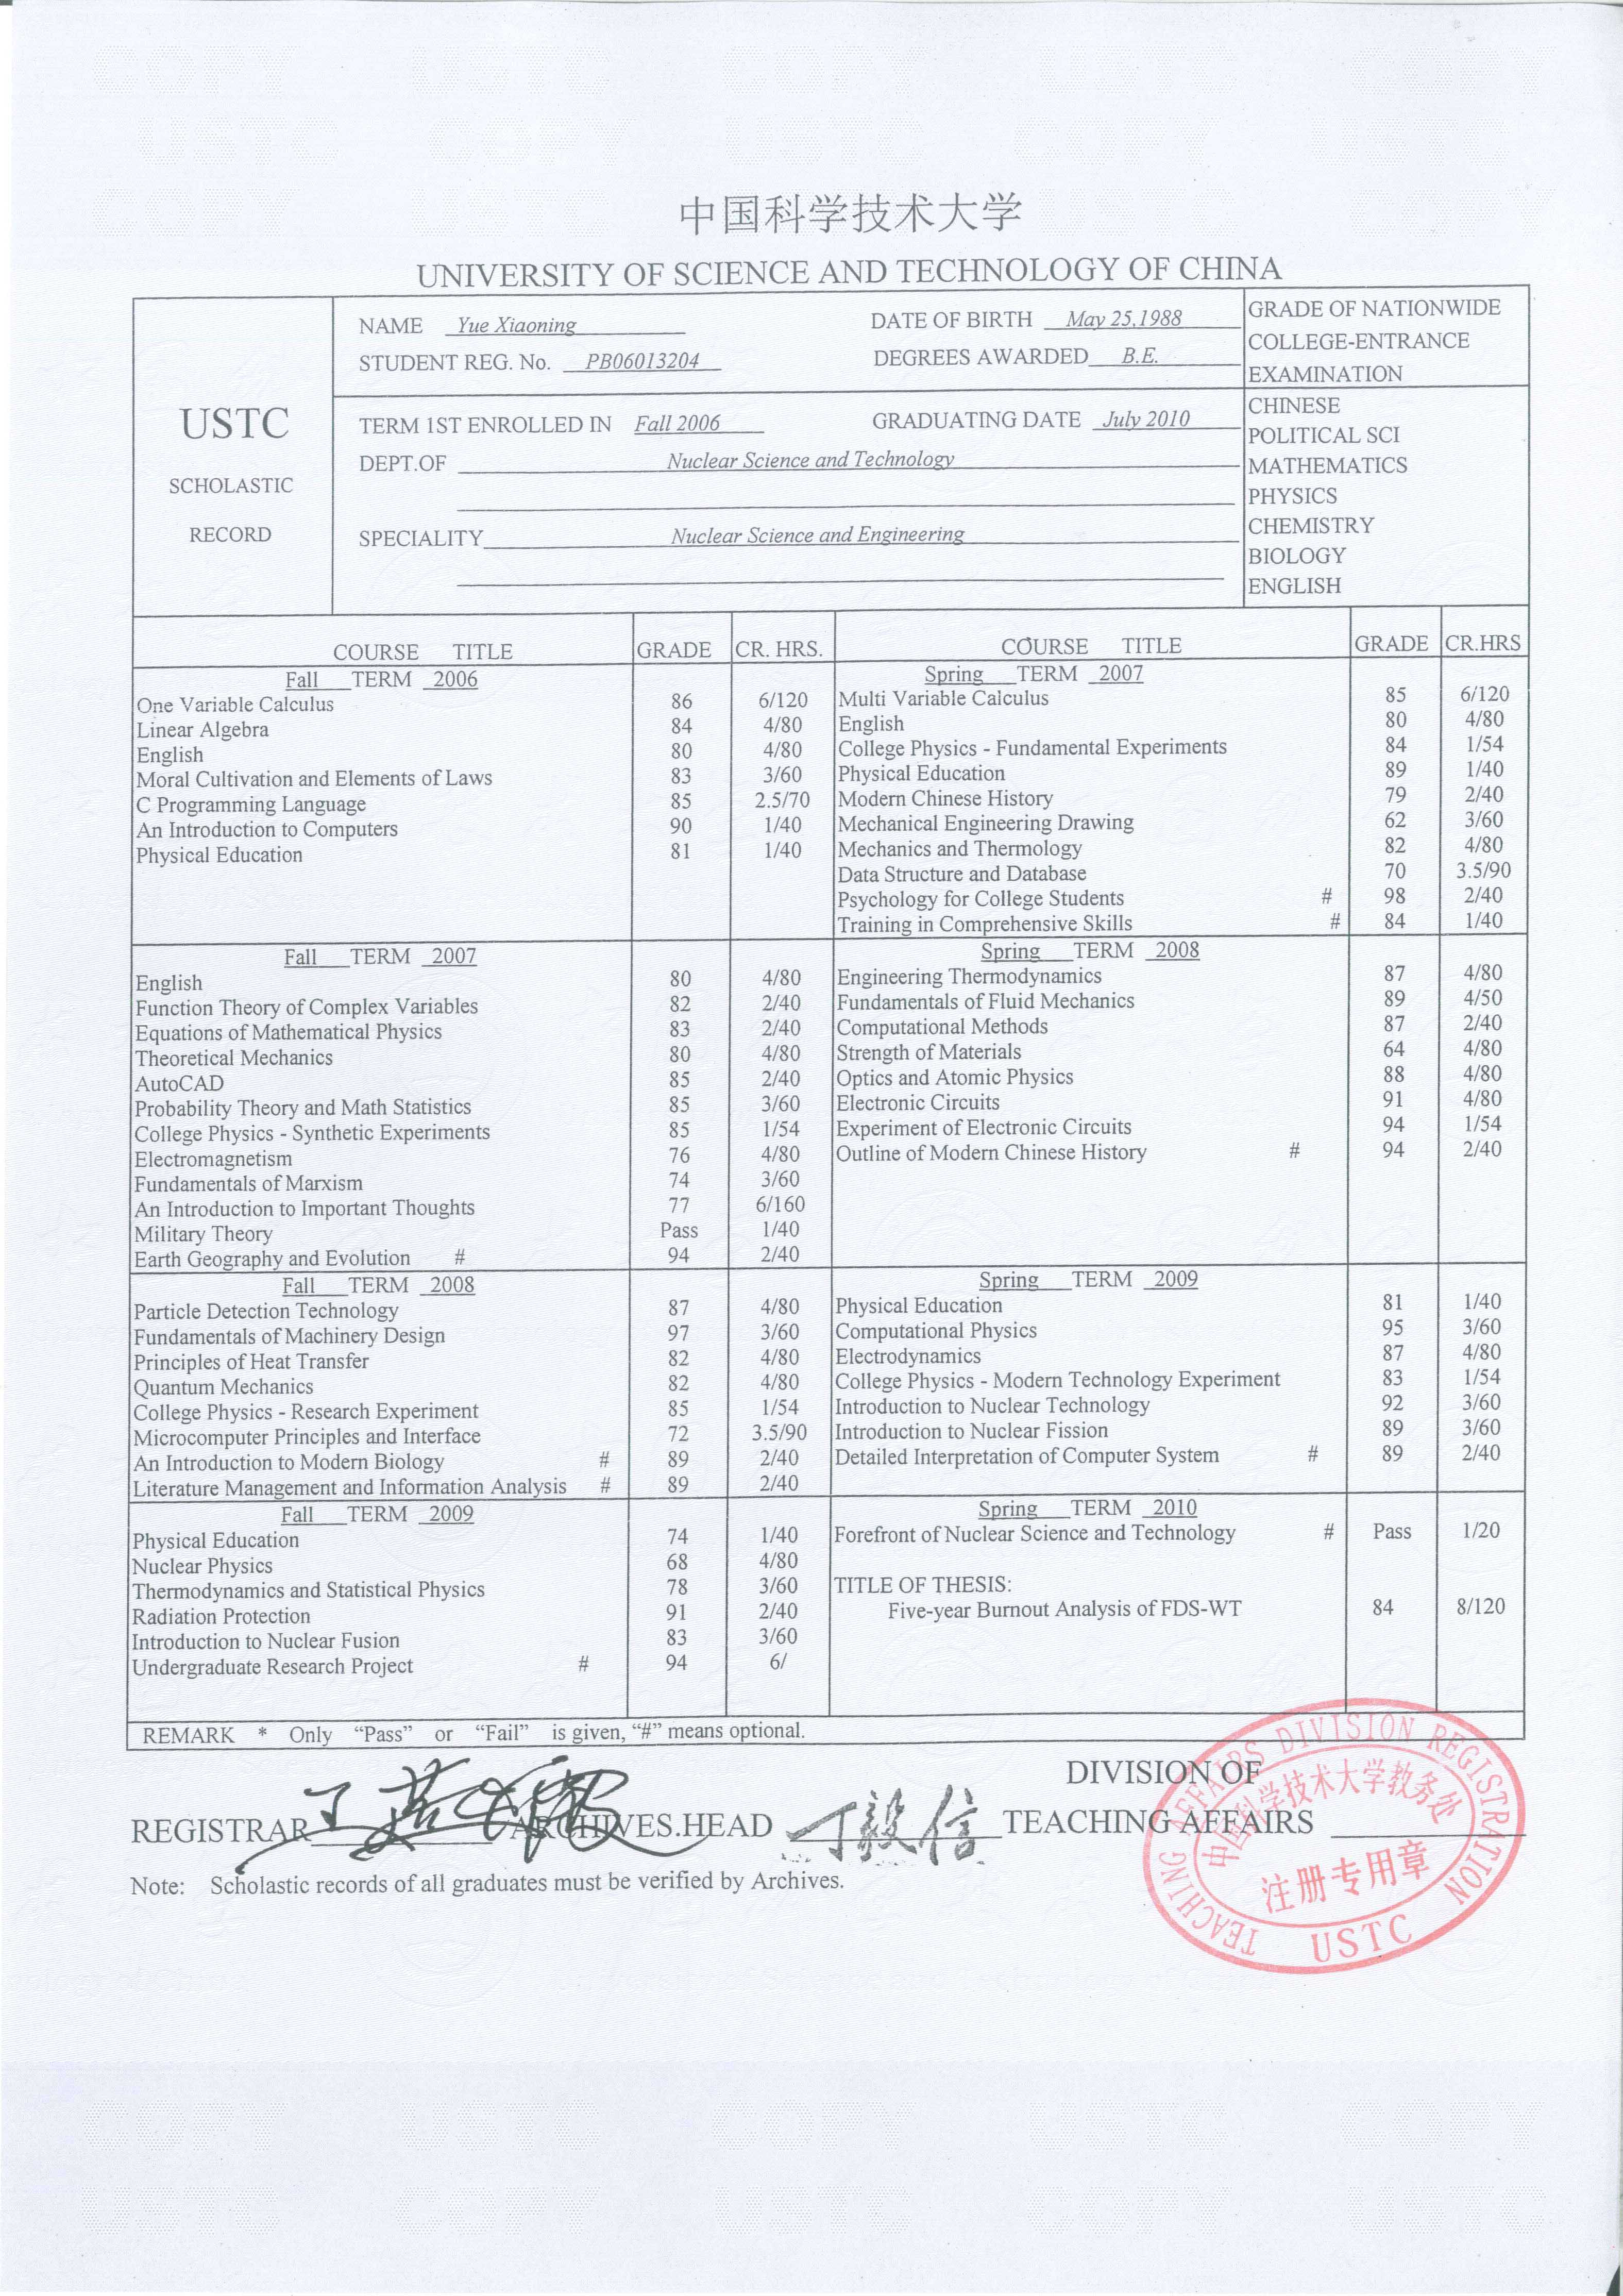 中国科学技术大学
UNIVERSITY OF SCIENCE AND TECHNOLOGY OF CHINA
USTC
SCHOLASTIC
RECORD
NAME Yue Xiaoning
DATE OF BIRTH May 25,1988
STUDENT REG. No. PB06013204
DEGREES AWARDED B.E.
TERM 1ST ENROLLED IN Fall 2006
GRADUATING DATE July 2010
DEPT.OF Nuclear Science and Technology
SPECIALITY Nuclear Science and Engineering
GRADE OF NATIONWIDE
COLLEGE-ENTRANCE
EXAMINATION
CHINESE
POLITICAL SCI
MATHEMATICS
PHYSICS
CHEMISTRY
BIOLOGY
ENGLISH
COURSE TITLE GRADE CR. HRS.
Fall TERM 2006
One Variable Calculus 86 6/120
Linear Algebra 84 4/80
English 80 4/80
Moral Cultivation and Elements of Laws 83 3/60
C Programming Language 85 2.5/70
An Introduction to Computers 90 1/40
Physical Education 81 1/40
COURSE TITLE GRADE CR.HRS
Spring TERM 2007
Multi Variable Calculus 85 6/120
English 80 4/80
College Physics - Fundamental Experiments 84 1/54
Physical Education 89 1/40
Modern Chinese History 79 2/40
Mechanical Engineering Drawing 62 3/60
Mechanics and Thermology 82 4/80
Data Structure and Database 70 3.5/90
Psychology for College Students # 98 2/40
Training in Comprehensive Skills # 84 1/40
Fall TERM 2007
English 80 4/80
Function Theory of Complex Variables 82 2/40
Equations of Mathematical Physics 83 2/40
Theoretical Mechanics 80 4/80
AutoCAD 85 2/40
Probability Theory and Math Statistics 85 3/60
College Physics - Synthetic Experiments 85 1/54
Electromagnetism 76 4/80
Fundamentals of Marxism 74 3/60
An Introduction to Important Thoughts 77 6/160
Military Theory Pass 1/40
Earth Geography and Evolution # 94 2/40
Spring TERM 2008
Engineering Thermodynamics 87 4/80
Fundamentals of Fluid Mechanics 89 4/50
Computational Methods 87 2/40
Strength of Materials 64 4/80
Optics and Atomic Physics 88 4/80
Electronic Circuits 91 4/80
Experiment of Electronic Circuits 94 1/54
Outline of Modern Chinese History # 94 2/40
Fall TERM 2008
Particle Detection Technology 87 4/80
Fundamentals of Machinery Design 97 3/60
Principles of Heat Transfer 82 4/80
Quantum Mechanics 82 4/80
College Physics - Research Experiment 85 1/54
Microcomputer Principles and Interface 72 3.5/90
An Introduction to Modern Biology # 89 2/40
Literature Management and Information Analysis # 89 2/40
Spring TERM 2009
Physical Education 81 1/40
Computational Physics 95 3/60
Electrodynamics 87 4/80
College Physics - Modern Technology Experiment 83 1/54
Introduction to Nuclear Technology 92 3/60
Introduction to Nuclear Fission 89 3/60
Detailed Interpretation of Computer System # 89 2/40
Fall TERM 2009
Physical Education 74 1/40
Nuclear Physics 68 4/80
Thermodynamics and Statistical Physics 78 3/60
Radiation Protection 91 2/40
Introduction to Nuclear Fusion 83 3/60
Undergraduate Research Project # 94 6/
Spring TERM 2010
Forefront of Nuclear Science and Technology # Pass 1/20
TITLE OF THESIS:
Five-year Burnout Analysis of FDS-WT 84 8/120
REMARK * Only “Pass” or “Fail” is given, “#” means optional.
REGISTRAR
ARCHIVES.HEAD 丁毅信
DIVISION OF
TEACHING AFFAIRS
TEACHING AFFAIRS DIVISION REGISTRATION
中国科学技术大学教务处
注册专用章
USTC
Note: Scholastic records of all graduates must be verified by Archives.